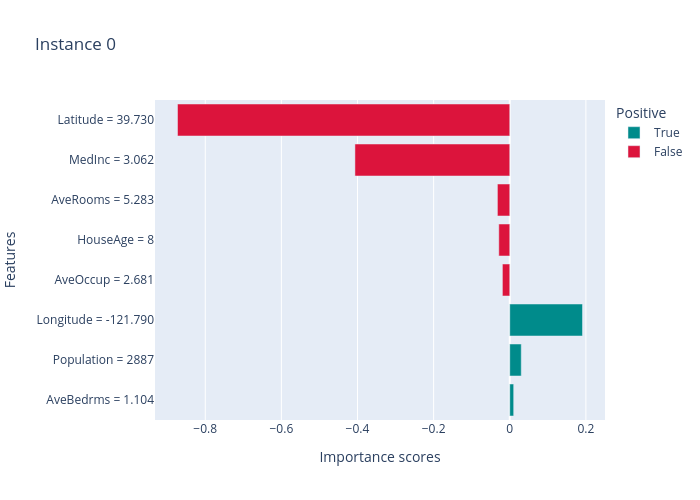 Instance 0
Positive
True
False
Features
Latitude = 39.730
MedInc = 3.062
AveRooms = 5.283
HouseAge = 8
AveOccup = 2.681
Longitude = -121.790
Population = 2887
AveBedrms = 1.104
−0.8 −0.6 −0.4 −0.2 0 0.2
Importance scores